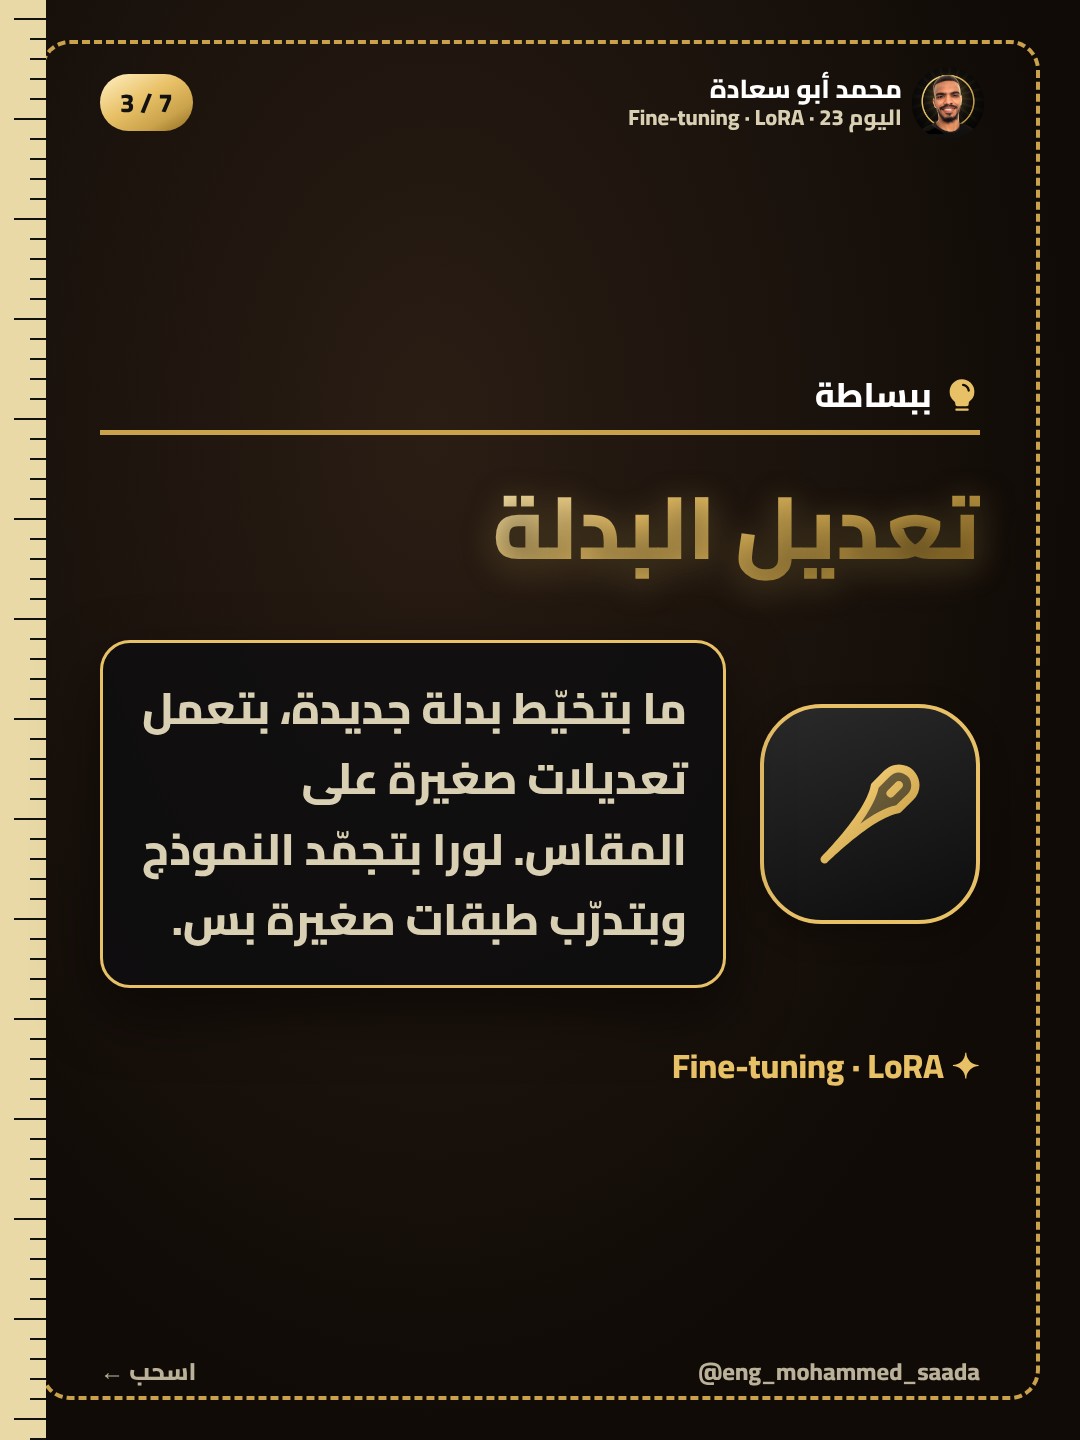 محمد أبو سعادة
اليوم 23 · Fine-tuning · LoRA
3 / 7
ببساطة
تعديل البدلة
ما بتخيّط بدلة جديدة، بتعمل
تعديلات صغيرة على
المقاس. لورا بتجمّد النموذج
وبتدرّب طبقات صغيرة بس.
✦ Fine-tuning · LoRA
@eng_mohammed_saada
اسحب ←